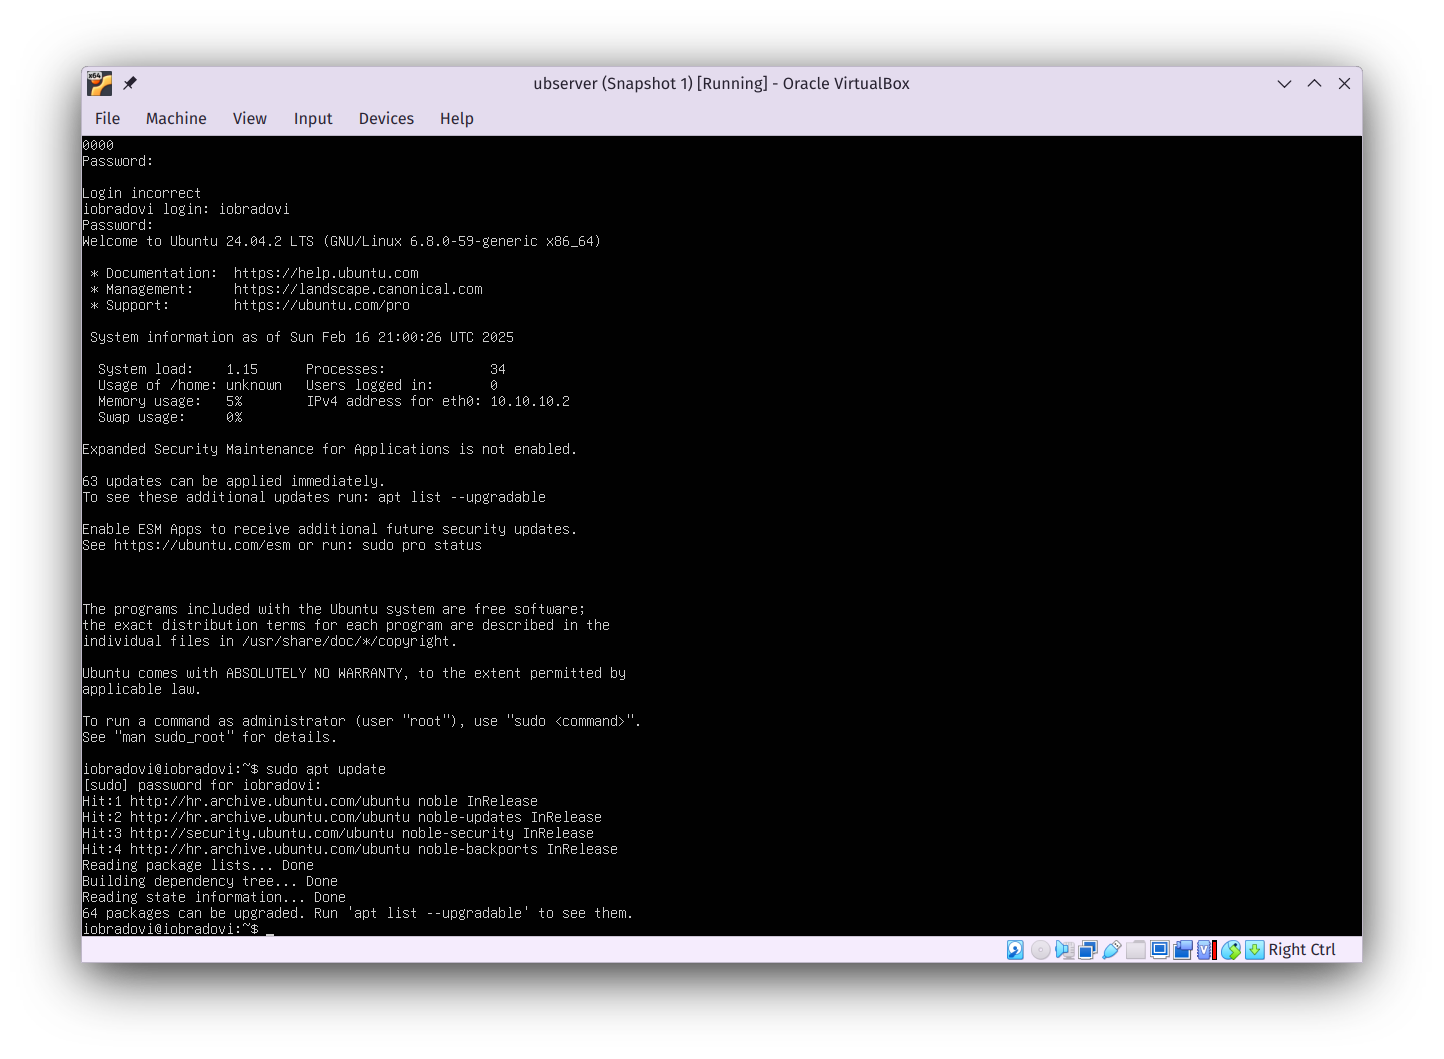 x64
ubserver (Snapshot 1) [Running] - Oracle VirtualBox
File Machine View Input Devices Help
0000
Password:
Login incorrect
iobradovi login: iobradovi
Password:
Welcome to Ubuntu 24.04.2 LTS (GNU/Linux 6.8.0-59-generic x86_64)
* Documentation: https://help.ubuntu.com
* Management: https://landscape.canonical.com
* Support: https://ubuntu.com/pro
System information as of Sun Feb 16 21:00:26 UTC 2025
System load: 1.15 Processes: 34
Usage of /home: unknown Users logged in: 0
Memory usage: 5% IPv4 address for eth0: 10.10.10.2
Swap usage: 0%
Expanded Security Maintenance for Applications is not enabled.
63 updates can be applied immediately.
To see these additional updates run: apt list --upgradable
Enable ESM Apps to receive additional future security updates.
See https://ubuntu.com/esm or run: sudo pro status
The programs included with the Ubuntu system are free software;
the exact distribution terms for each program are described in the
individual files in /usr/share/doc/*/copyright.
Ubuntu comes with ABSOLUTELY NO WARRANTY, to the extent permitted by
applicable law.
To run a command as administrator (user "root"), use "sudo <command>".
See "man sudo_root" for details.
iobradovi@iobradovi:~$ sudo apt update
[sudo] password for iobradovi:
Hit:1 http://hr.archive.ubuntu.com/ubuntu noble InRelease
Hit:2 http://hr.archive.ubuntu.com/ubuntu noble-updates InRelease
Hit:3 http://security.ubuntu.com/ubuntu noble-security InRelease
Hit:4 http://hr.archive.ubuntu.com/ubuntu noble-backports InRelease
Reading package lists... Done
Building dependency tree... Done
Reading state information... Done
64 packages can be upgraded. Run 'apt list --upgradable' to see them.
iobradovi@iobradovi:~$ _
Right Ctrl